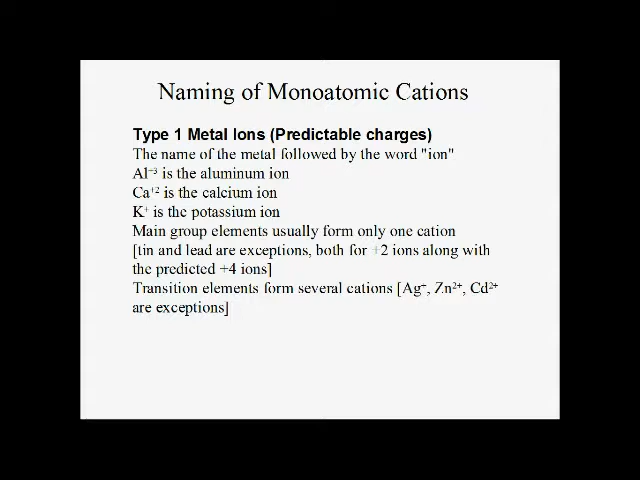 Naming of Monoatomic Cations
Type 1 Metal Ions (Predictable charges)
The name of the metal followed by the word "ion"
Al⁺³ is the aluminum ion
Ca⁺² is the calcium ion
K⁺ is the potassium ion
Main group elements usually form only one cation
[tin and lead are exceptions, both for +2 ions along with
the predicted +4 ions]
Transition elements form several cations [Ag⁺, Zn²⁺, Cd²⁺
are exceptions]